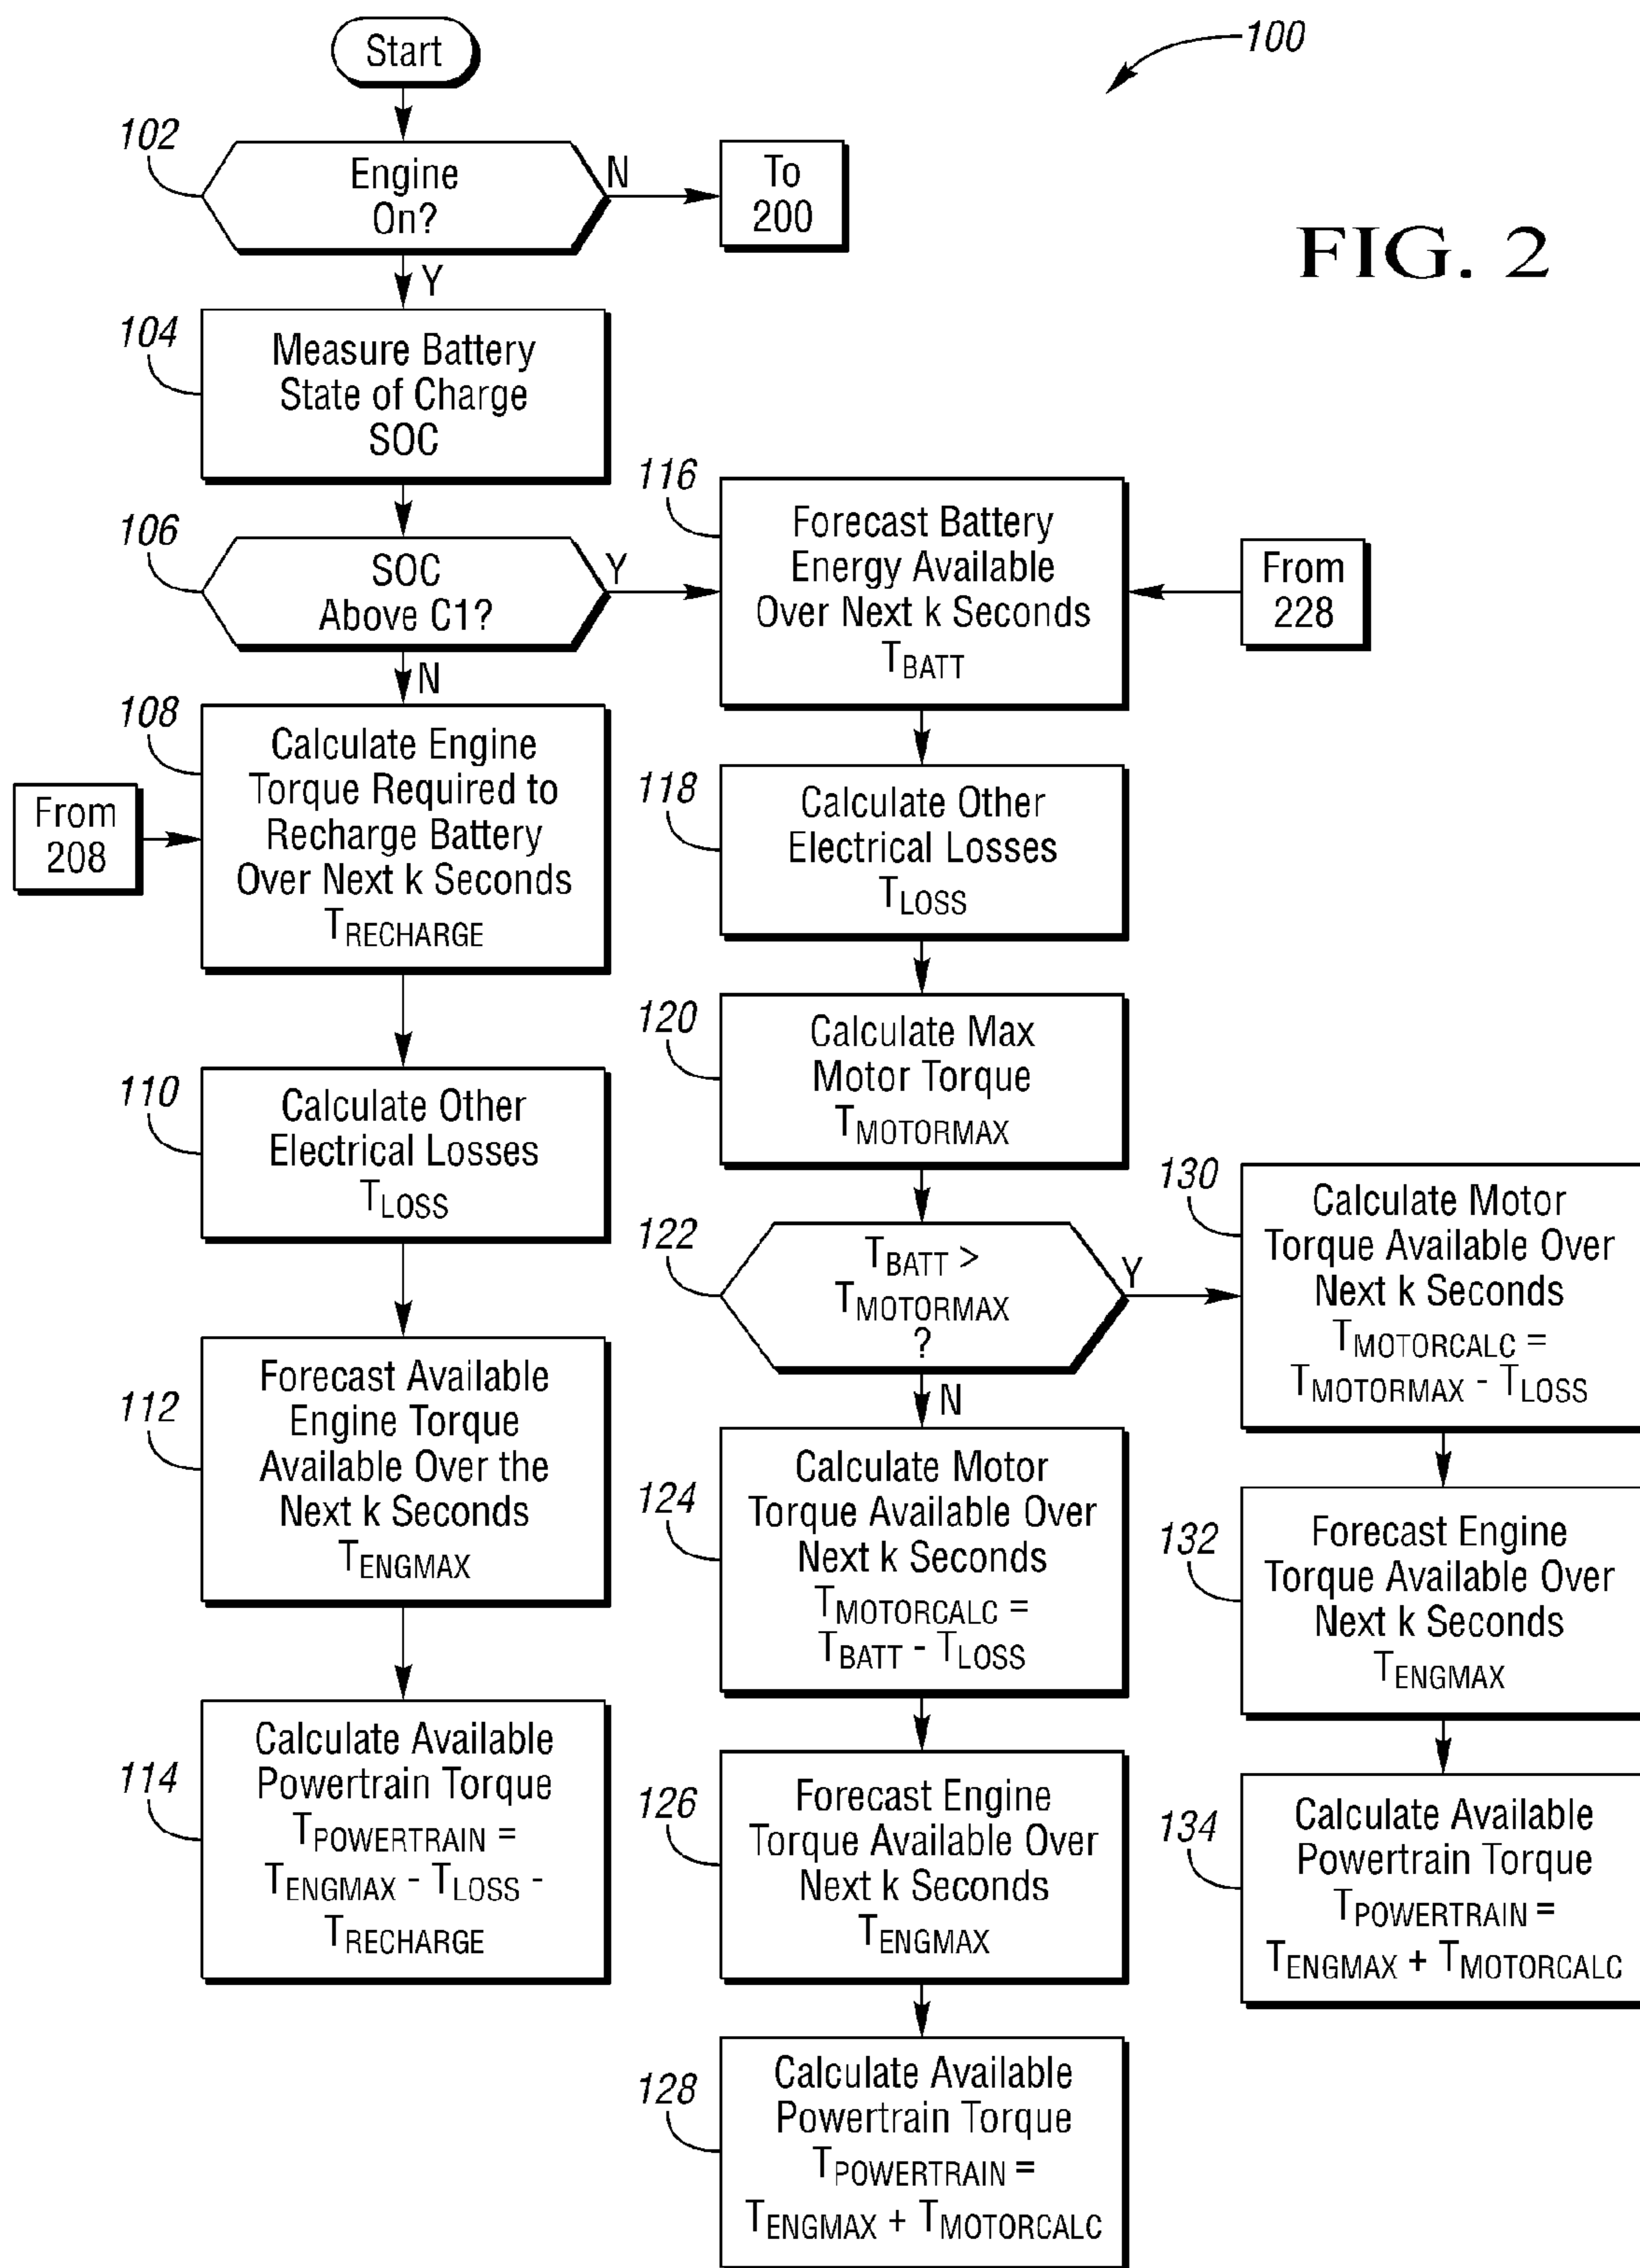 Start
100
102
Engine
On?
N
To
200
FIG. 2
Y
104
Measure Battery
State of Charge
SOC
106
SOC
Above C1?
Y
N
116
Forecast Battery
Energy Available
Over Next k Seconds
TBATT
From
228
108
Calculate Engine
Torque Required to
Recharge Battery
Over Next k Seconds
TRECHARGE
From
208
118
Calculate Other
Electrical Losses
TLOSS
120
Calculate Max
Motor Torque
TMOTORMAX
110
Calculate Other
Electrical Losses
TLOSS
122
TBATT >
TMOTORMAX
?
Y
N
130
Calculate Motor
Torque Available Over
Next k Seconds
TMOTORCALC =
TMOTORMAX - TLOSS
112
Forecast Available
Engine Torque
Available Over the
Next k Seconds
TENGMAX
124
Calculate Motor
Torque Available Over
Next k Seconds
TMOTORCALC =
TBATT - TLOSS
132
Forecast Engine
Torque Available Over
Next k Seconds
TENGMAX
114
Calculate Available
Powertrain Torque
TPOWERTRAIN =
TENGMAX - TLOSS -
TRECHARGE
126
Forecast Engine
Torque Available Over
Next k Seconds
TENGMAX
134
Calculate Available
Powertrain Torque
TPOWERTRAIN =
TENGMAX + TMOTORCALC
128
Calculate Available
Powertrain Torque
TPOWERTRAIN =
TENGMAX + TMOTORCALC